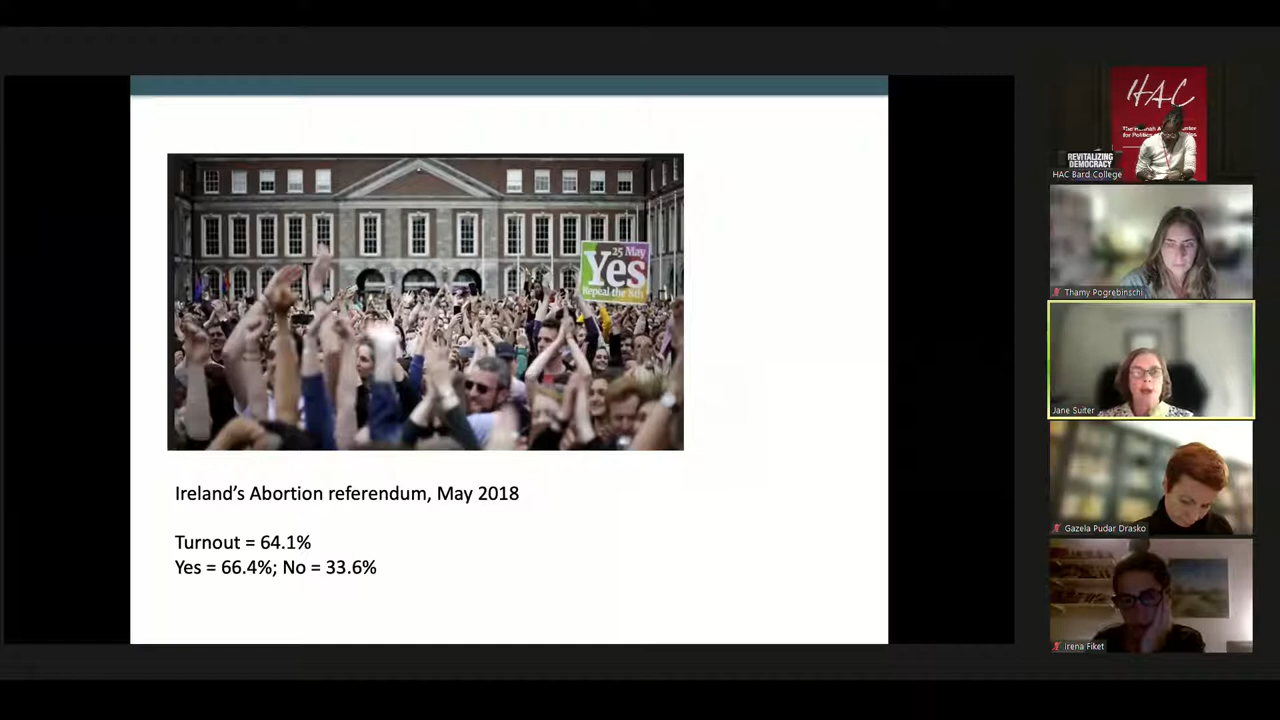 25 May
Yes
Repeal the 8th
Ireland's Abortion referendum, May 2018
Turnout = 64.1%
Yes = 66.4%; No = 33.6%
HAC
REVITALIZING
DEMOCRACY
HAC Bard College
Thamy Pogrebinschi
Jane Suiter
Gazela Pudar Drasko
Irena Fiket